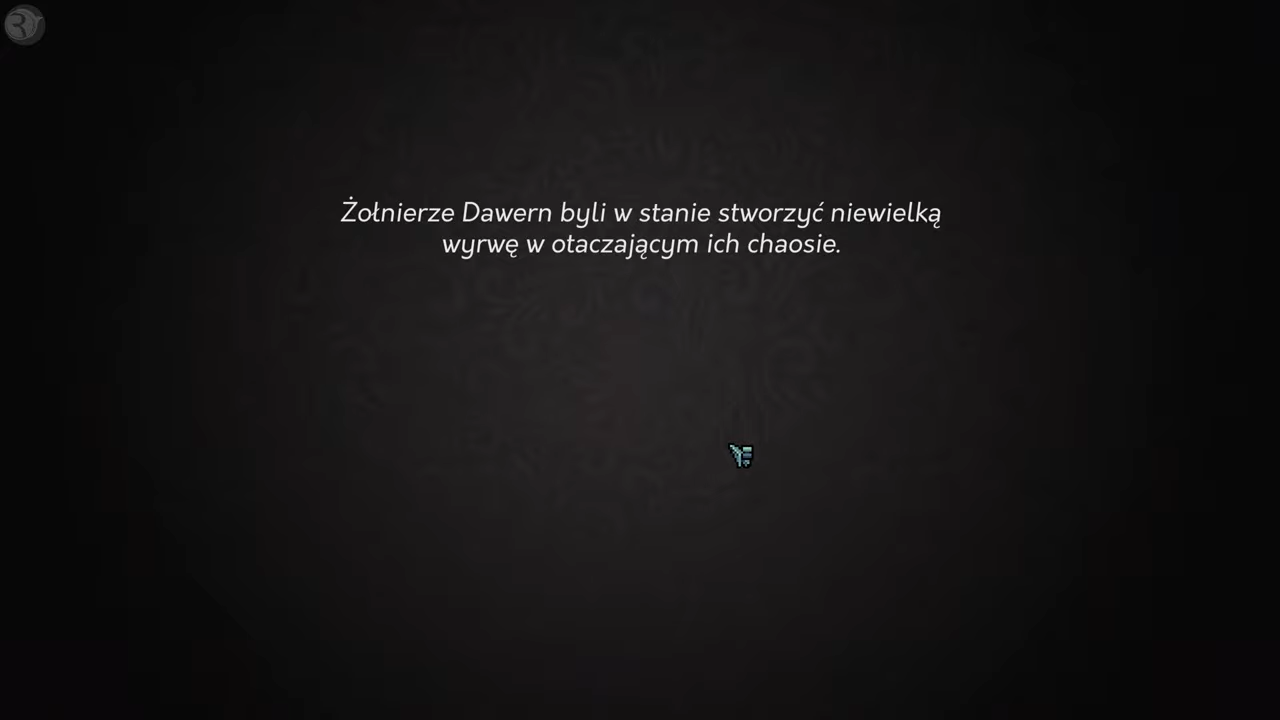 Żołnierze Dawern byli w stanie stworzyć niewielką
wyrwę w otaczającym ich chaosie.